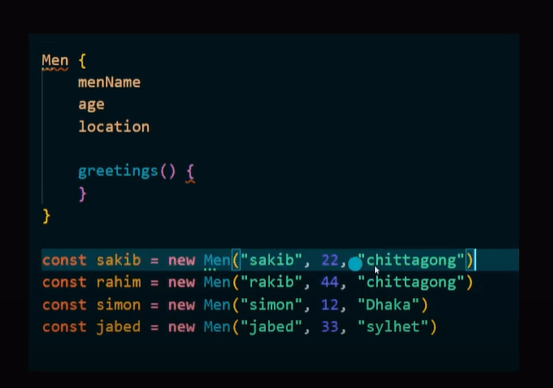 Men {
menName
age
location
greetings() {
}
}
const sakib = new Men("sakib", 22, "chittagong")
const rahim = new Men("rakib", 44, "chittagong")
const simon = new Men("simon", 12, "Dhaka")
const jabed = new Men("jabed", 33, "sylhet")